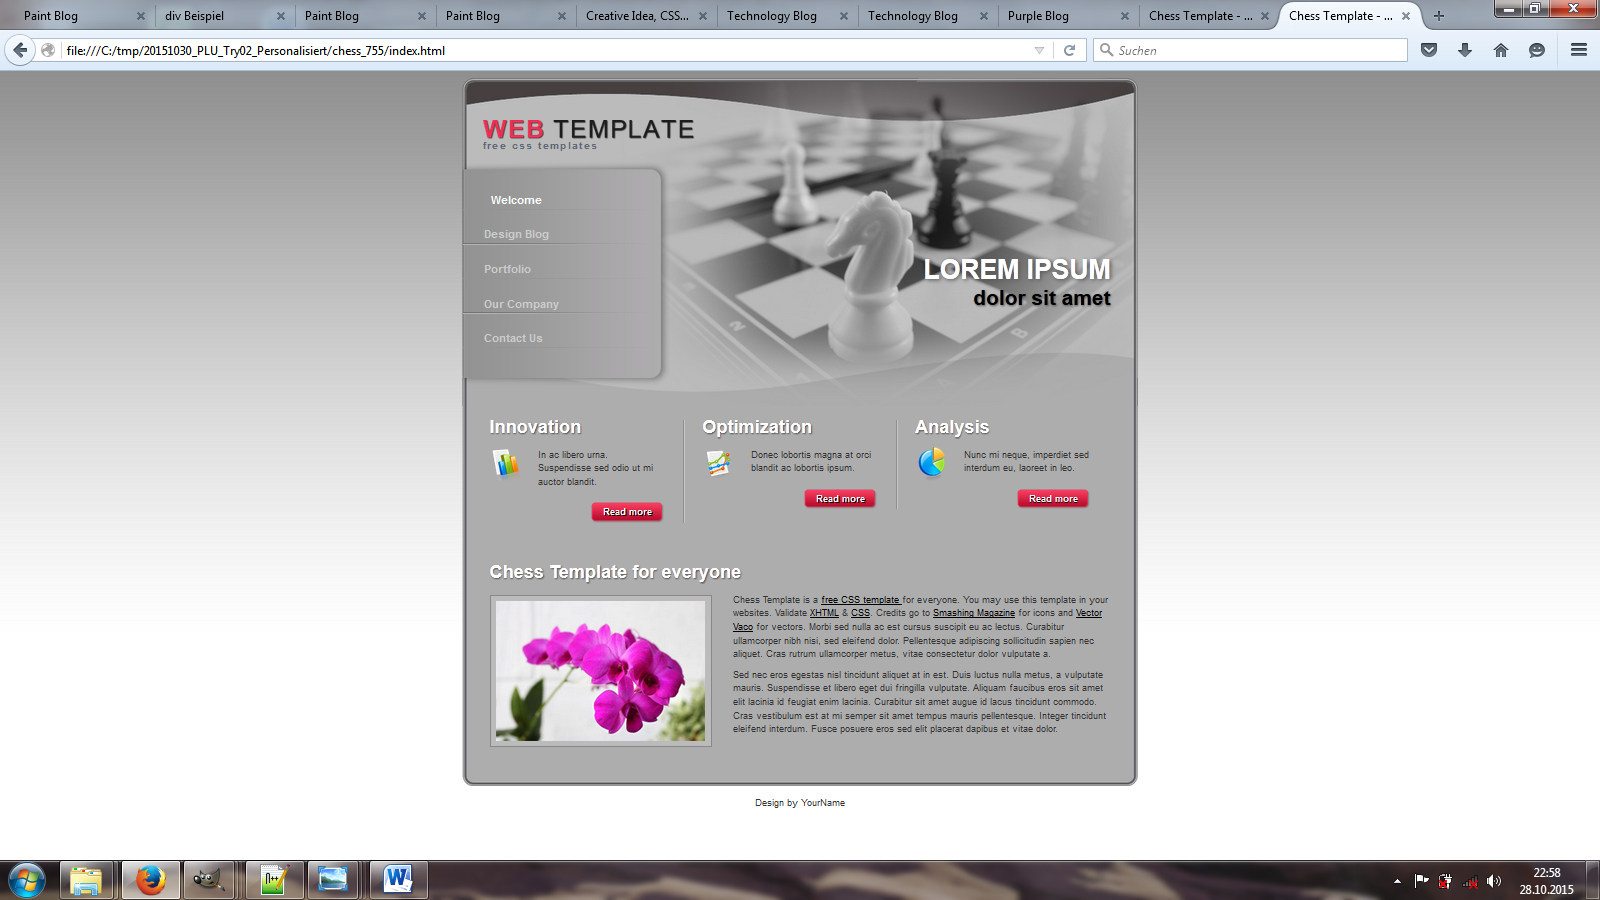 Paint Blog
div Beispiel
Paint Blog
Paint Blog
Creative Idea, CSS...
Technology Blog
Technology Blog
Purple Blog
Chess Template - ...
Chess Template - ...
file:///C:/tmp/20151030_PLU_Try02_Personalisiert/chess_755/index.html
Suchen
WEB TEMPLATE
free css templates
Welcome
Design Blog
Portfolio
Our Company
Contact Us
LOREM IPSUM
dolor sit amet
Innovation
In ac libero urna.
Suspendisse sed odio ut mi
auctor blandit.
Read more
Optimization
Donec lobortis magna at orci
blandit ac lobortis ipsum.
Read more
Analysis
Nunc mi neque, imperdiet sed
interdum eu, laoreet in leo.
Read more
Chess Template for everyone
Chess Template is a free CSS template for everyone. You may use this template in your
websites. Validate XHTML & CSS. Credits go to Smashing Magazine for icons and Vector
Vaco for vectors. Morbi sed nulla ac est cursus suscipit eu ac lectus. Curabitur
ullamcorper nibh nisi, sed eleifend dolor. Pellentesque adipiscing sollicitudin sapien nec
aliquet. Cras rutrum ullamcorper metus, vitae consectetur dolor vulputate a.
Sed nec eros egestas nisl tincidunt aliquet at in est. Duis luctus nulla metus, a vulputate
mauris. Suspendisse et libero eget dui fringilla vulputate. Aliquam faucibus eros sit amet
elit lacinia id feugiat enim lacinia. Curabitur sit amet augue id lacus tincidunt commodo.
Cras vestibulum est at mi semper sit amet tempus mauris pellentesque. Integer tincidunt
eleifend interdum. Fusce posuere eros sed elit placerat dapibus et vitae dolor.
Design by YourName
22:58
28.10.2015